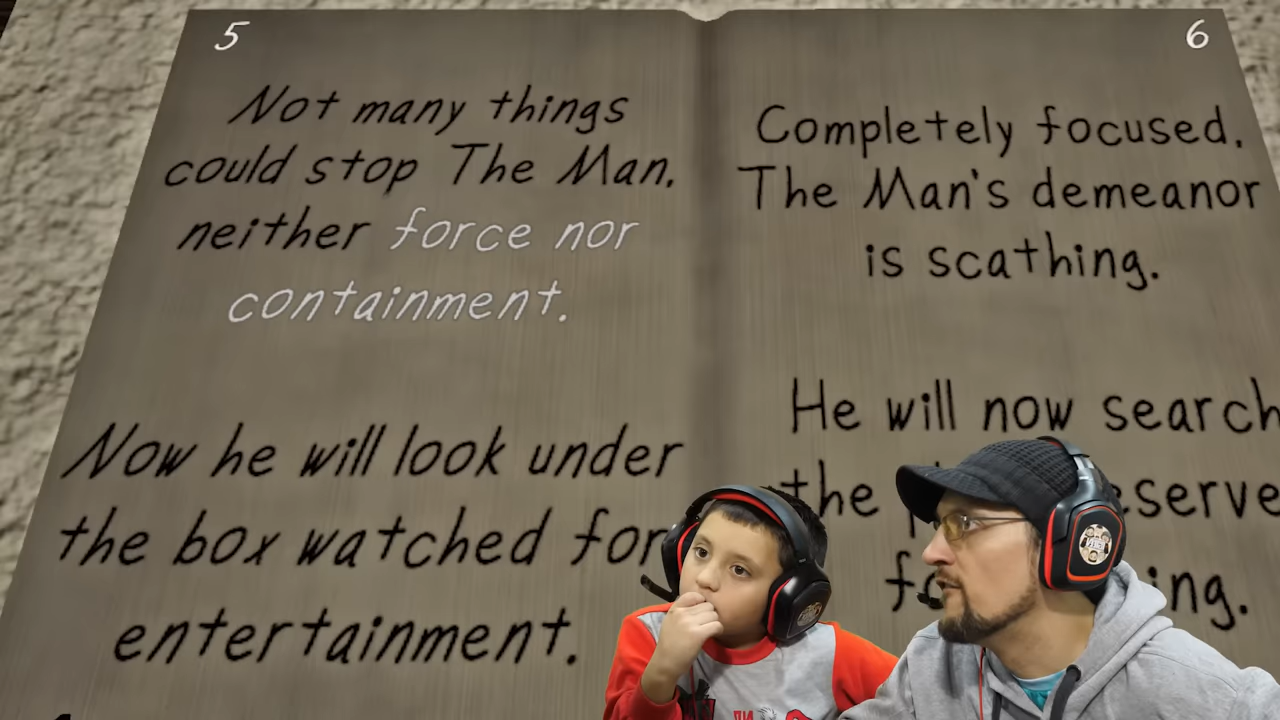 5
Not many things
could stop The Man,
neither force nor
containment.
Now he will look under
the box watched for
entertainment.
6
Completely focused,
The Man's demeanor
is scathing.
He will now search
the